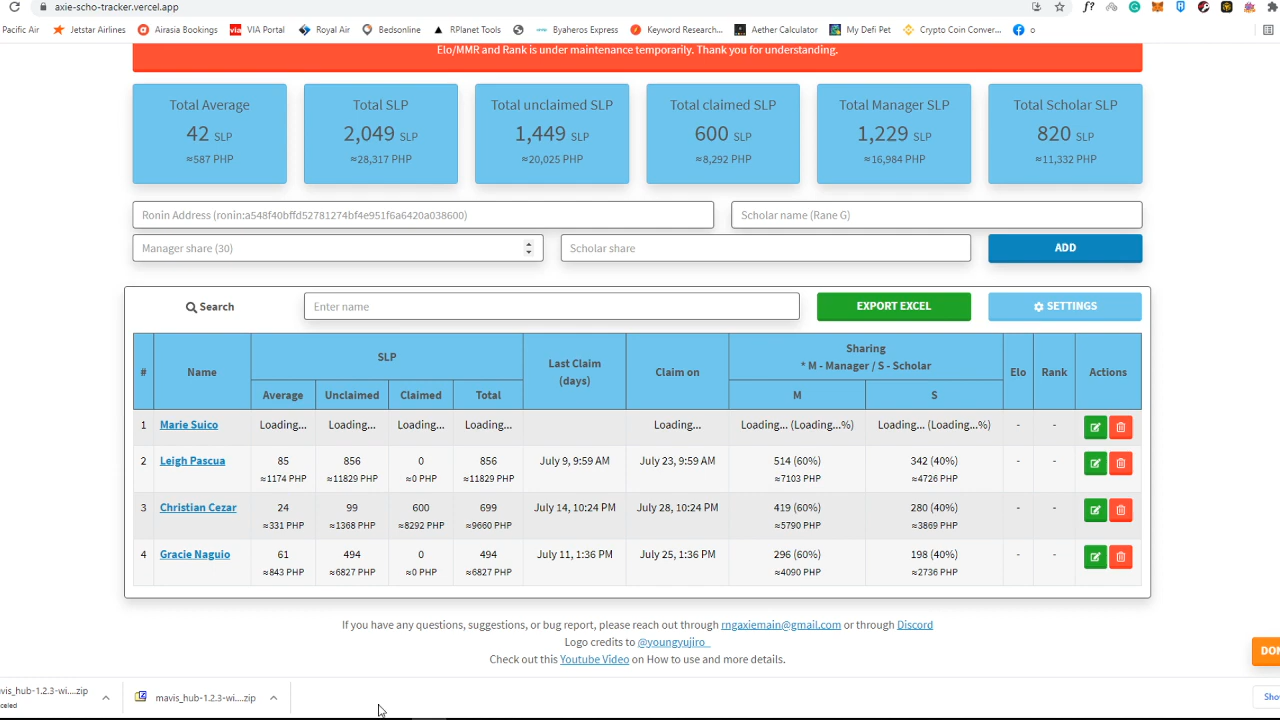 axie-scho-tracker.vercel.app
Pacific Air Jetstar Airlines Airasia Bookings VIA Portal Royal Air Bedsonline RPlanet Tools Byaheros Express Keyword Research... Aether Calculator My Defi Pet Crypto Coin Conver... o
Elo/MMR and Rank is under maintenance temporarily. Thank you for understanding.
Total Average
42 SLP
≈587 PHP
Total SLP
2,049 SLP
≈28,317 PHP
Total unclaimed SLP
1,449 SLP
≈20,025 PHP
Total claimed SLP
600 SLP
≈8,292 PHP
Total Manager SLP
1,229 SLP
≈16,984 PHP
Total Scholar SLP
820 SLP
≈11,332 PHP
Ronin Address (ronin:a548f40bffd52781274bf4e951f6a6420a038600)
Scholar name (Rane G)
Manager share (30)
Scholar share
ADD
Search
Enter name
EXPORT EXCEL
SETTINGS
# Name SLP Last Claim (days) Claim on Sharing
* M - Manager / S - Scholar Elo Rank Actions
Average Unclaimed Claimed Total M S
1 Marie Suico Loading... Loading... Loading... Loading... Loading... Loading... (Loading...%) Loading... (Loading...%) - -
2 Leigh Pascua 85 856 0 856 July 9, 9:59 AM July 23, 9:59 AM 514 (60%) 342 (40%) - -
≈1174 PHP ≈11829 PHP ≈0 PHP ≈11829 PHP ≈7103 PHP ≈4726 PHP
3 Christian Cezar 24 99 600 699 July 14, 10:24 PM July 28, 10:24 PM 419 (60%) 280 (40%) - -
≈331 PHP ≈1368 PHP ≈8292 PHP ≈9660 PHP ≈5790 PHP ≈3869 PHP
4 Gracie Naguio 61 494 0 494 July 11, 1:36 PM July 25, 1:36 PM 296 (60%) 198 (40%) - -
≈843 PHP ≈6827 PHP ≈0 PHP ≈6827 PHP ≈4090 PHP ≈2736 PHP
If you have any questions, suggestions, or bug report, please reach out through rngaxiemain@gmail.com or through Discord
Logo credits to @youngyujiro_
Check out this Youtube Video on How to use and more details.
DON
vis_hub-1.2.3-wi....zip
celed
mavis_hub-1.2.3-wi....zip
Sho